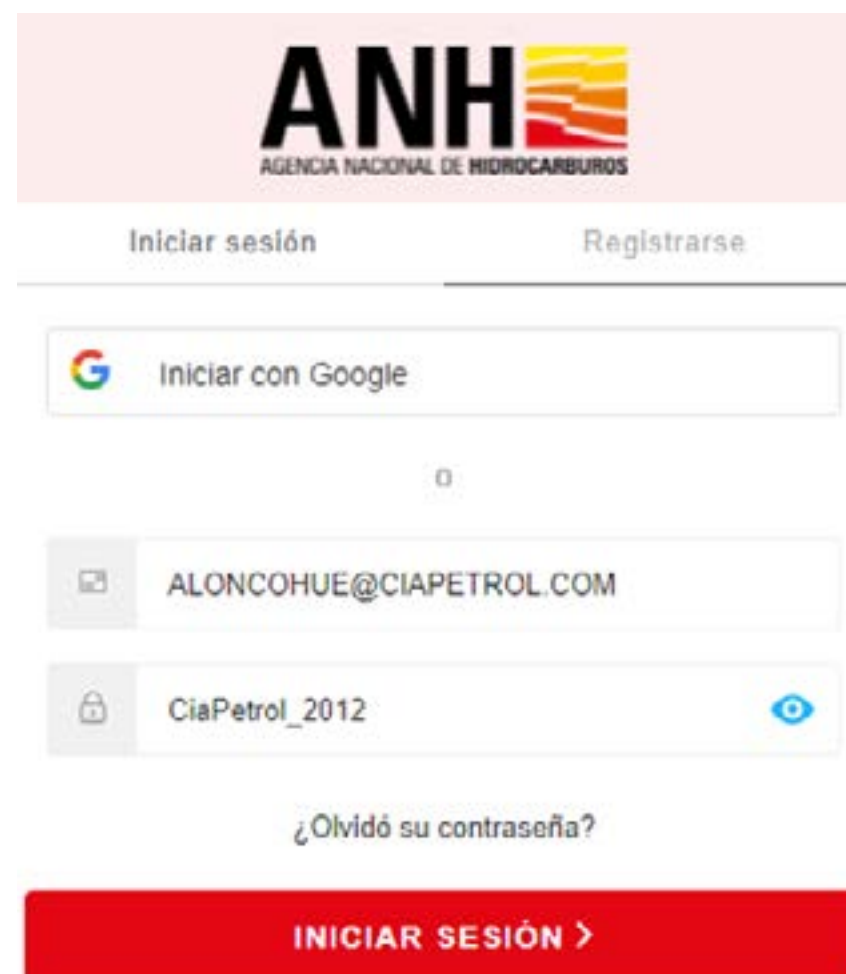 ANH
AGENCIA NACIONAL DE HIDROCARBUROS
Iniciar sesión Registrarse
G Iniciar con Google
o
ALONCOHUE@CIAPETROL.COM
CiaPetrol_2012
¿Olvidó su contraseña?
INICIAR SESIÓN >